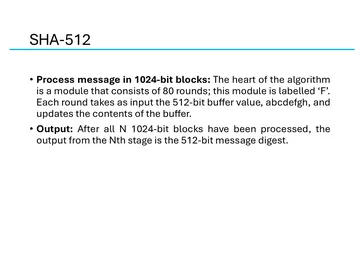 SHA-512
• Process message in 1024-bit blocks: The heart of the algorithm
is a module that consists of 80 rounds; this module is labelled ‘F’.
Each round takes as input the 512-bit buffer value, abcdefgh, and
updates the contents of the buffer.
• Output: After all N 1024-bit blocks have been processed, the
output from the Nth stage is the 512-bit message digest.